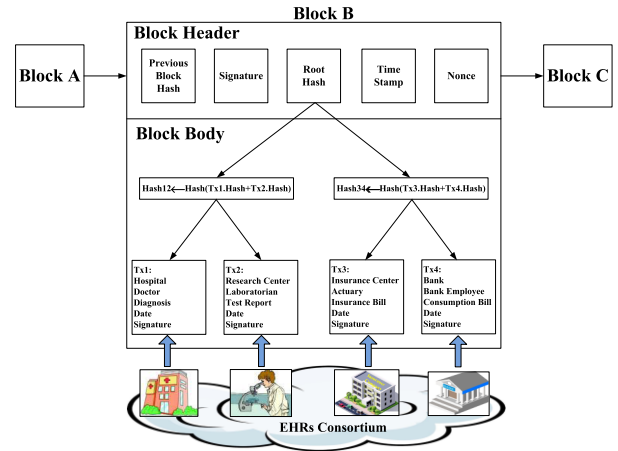 Block B
Block Header
Block A
Previous
Block
Hash
Signature
Root
Hash
Time
Stamp
Nonce
Block C
Block Body
Hash12←Hash(Tx1.Hash+Tx2.Hash)
Hash34←Hash(Tx3.Hash+Tx4.Hash)
Tx1:
Hospital
Doctor
Diagnosis
Date
Signature
Tx2:
Research Center
Laboratorian
Test Report
Date
Signature
Tx3:
Insurance Center
Actuary
Insurance Bill
Date
Signature
Tx4:
Bank
Bank Employee
Consumption Bill
Date
Signature
EHRs Consortium